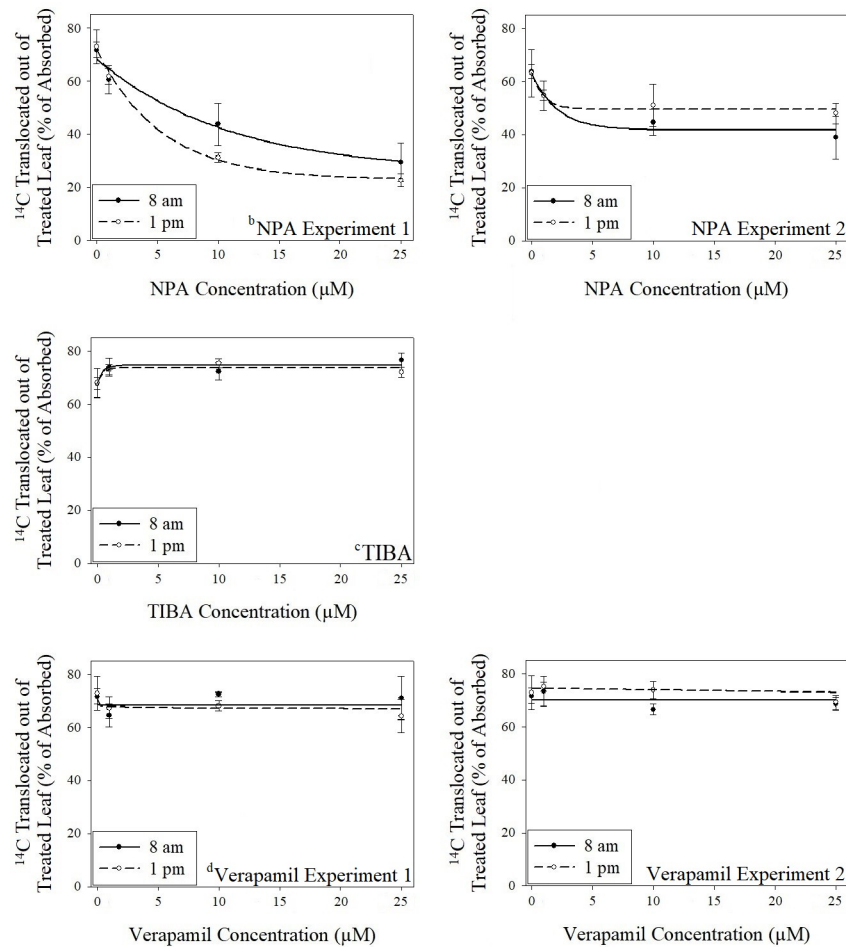 ¹⁴C Translocated out of
Treated Leaf (% of Absorbed)
80
60
40
20
0
8 am
1 pm
ᵇNPA Experiment 1
0 5 10 15 20 25
NPA Concentration (µM)
¹⁴C Translocated out of
Treated Leaf (% of Absorbed)
80
60
40
20
0
8 am
1 pm
NPA Experiment 2
0 5 10 15 20 25
NPA Concentration (µM)
¹⁴C Translocated out of
Treated Leaf (% of Absorbed)
80
60
40
20
0
8 am
1 pm
ᶜTIBA
0 5 10 15 20 25
TIBA Concentration (µM)
¹⁴C Translocated out of
Treated Leaf (% of Absorbed)
80
60
40
20
0
8 am
1 pm
ᵈVerapamil Experiment 1
0 5 10 15 20 25
Verapamil Concentration (µM)
¹⁴C Translocated out of
Treated Leaf (% of Absorbed)
80
60
40
20
0
8 am
1 pm
Verapamil Experiment 2
0 5 10 15 20 25
Verapamil Concentration (µM)